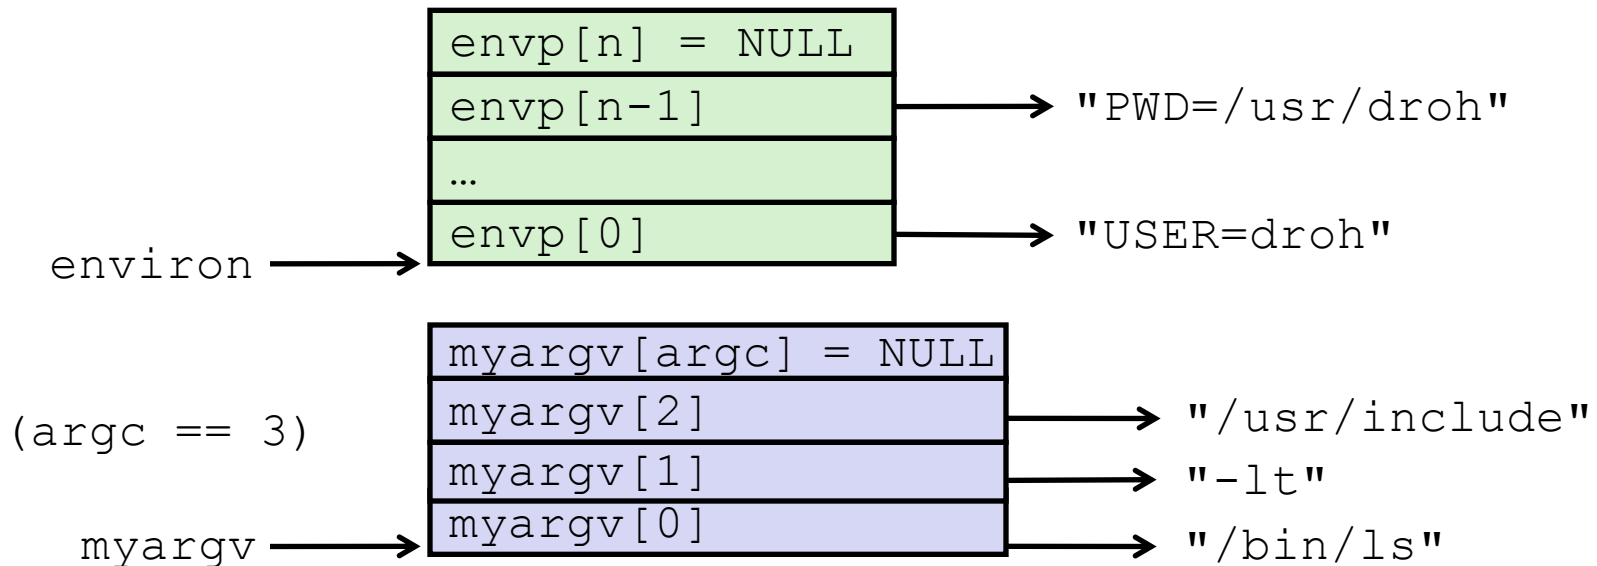 envp[n] = NULL
envp[n-1] "PWD=/usr/droh"
…
envp[0] "USER=droh"
environ
myargv[argc] = NULL
myargv[2] "/usr/include"
(argc == 3)
myargv[1] "-lt"
myargv[0] "/bin/ls"
myargv